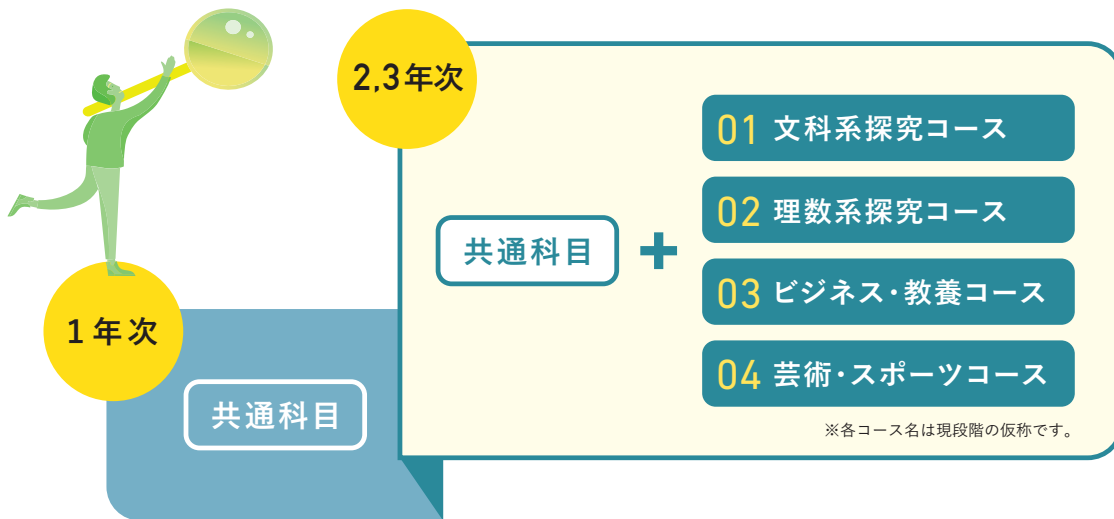 1年次
共通科目
2,3年次
共通科目
+
01 文科系探究コース
02 理数系探究コース
03 ビジネス・教養コース
04 芸術・スポーツコース
※各コース名は現段階の仮称です。